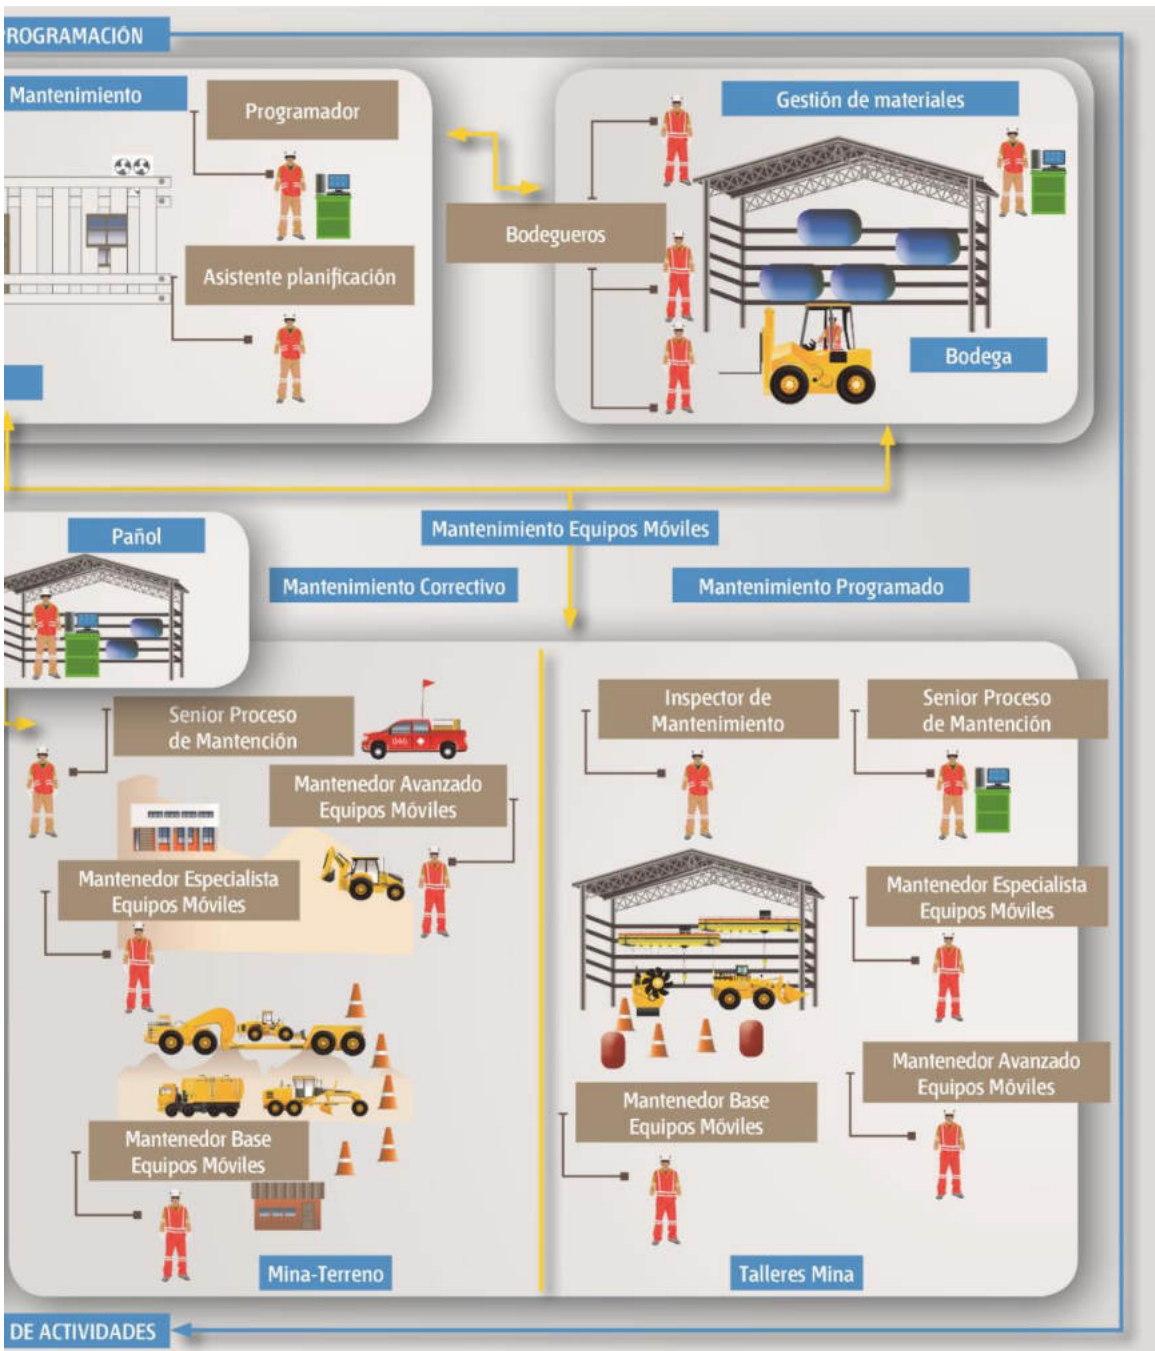 PROGRAMACIÓN
Mantenimiento
Programador
Gestión de materiales
Bodegueros
Asistente planificación
Bodega
Mantenimiento Equipos Móviles
Pañol
Mantenimiento Correctivo
Mantenimiento Programado
Senior Proceso
de Mantención
046
Inspector de
Mantenimiento
Senior Proceso
de Mantención
Mantenedor Avanzado
Equipos Móviles
Mantenedor Especialista
Equipos Móviles
Mantenedor Especialista
Equipos Móviles
Mantenedor Avanzado
Equipos Móviles
Mantenedor Base
Equipos Móviles
Mantenedor Base
Equipos Móviles
Mina-Terreno
Talleres Mina
DE ACTIVIDADES